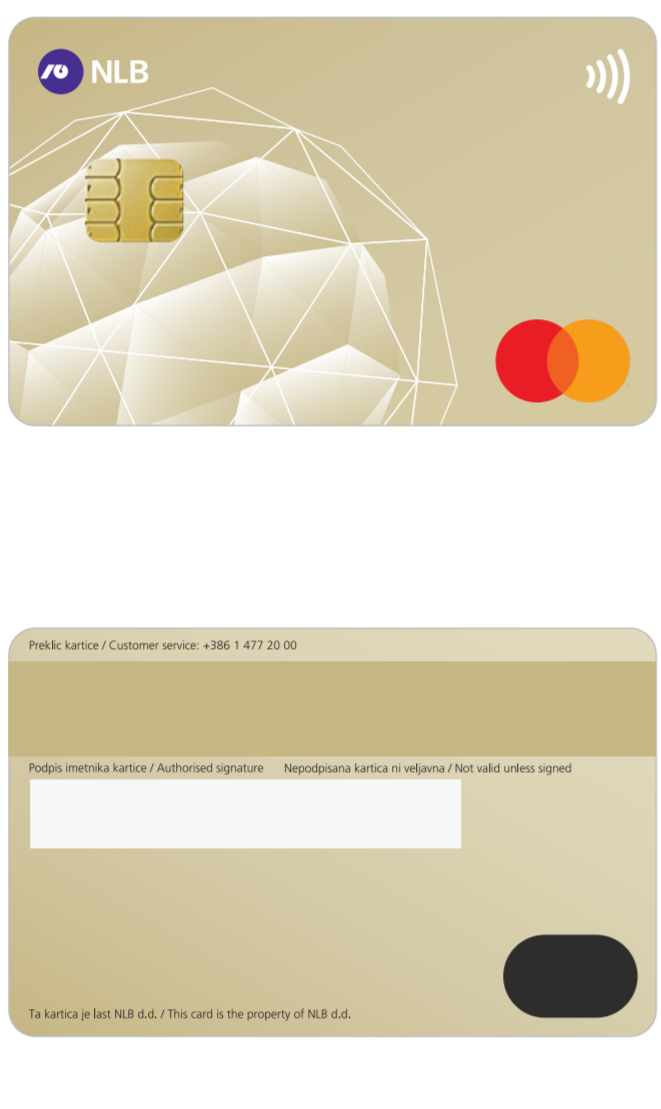 NLB
Preklic kartice / Customer service: +386 1 477 20 00
Podpis imetnika kartice / Authorised signature Nepodpisana kartica ni veljavna / Not valid unless signed
Ta kartica je last NLB d.d. / This card is the property of NLB d.d.